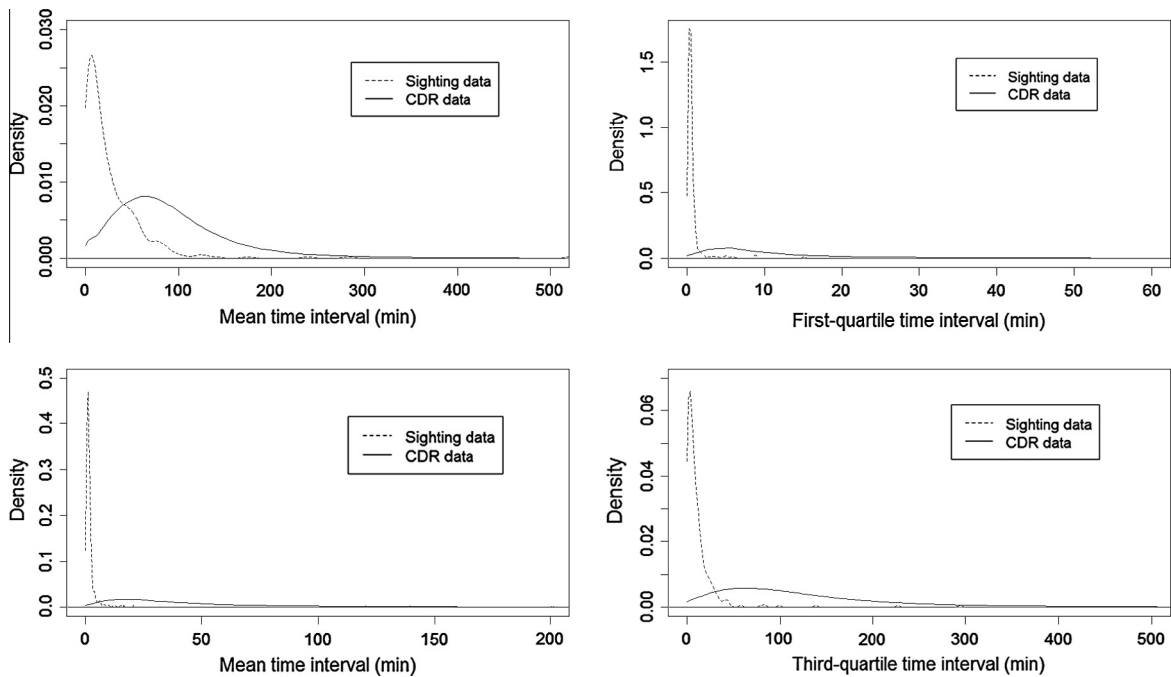 Density
0.030
0.020
0.010
0.000
Sighting data
CDR data
0 100 200 300 400 500
Mean time interval (min)
Density
1.5
1.0
0.5
0.0
Sighting data
CDR data
0 10 20 30 40 52 60
First-quartile time interval (min)
Density
0.5
0.4
0.3
0.2
0.1
0.0
Sighting data
CDR data
0 50 100 150 200
Mean time interval (min)
Density
0.06
0.04
0.02
0.00
Sighting data
CDR data
0 100 200 300 400 500
Third-quartile time interval (min)